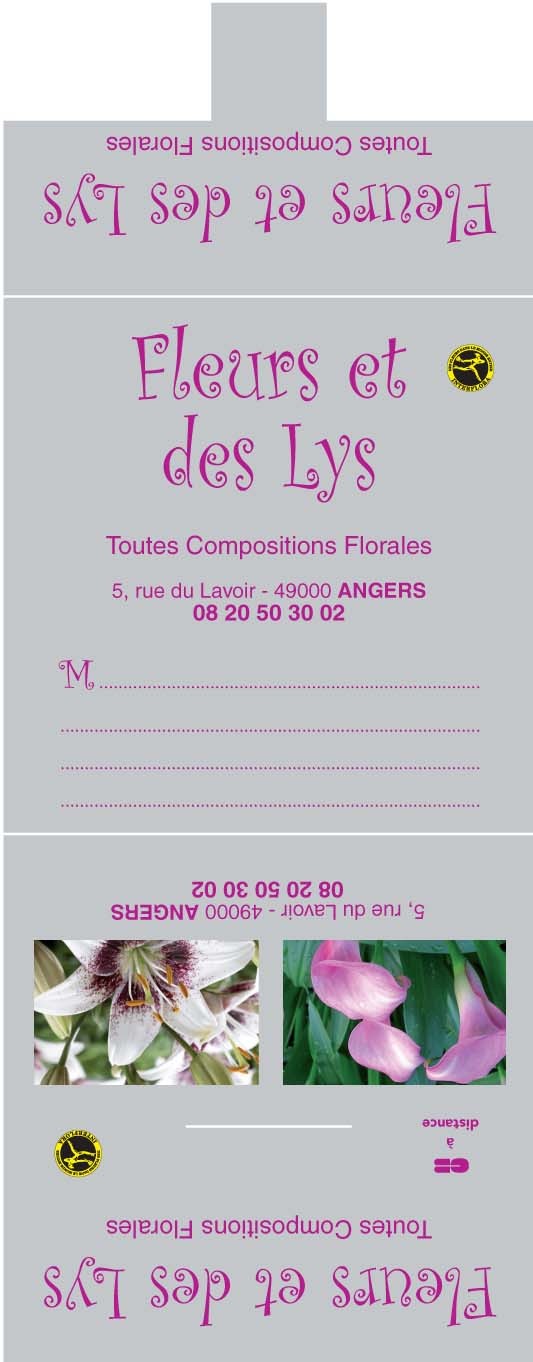 Toutes Compositions Florales
Fleurs et des Lys
Fleurs et
des Lys
INTERFLORA
Toutes Compositions Florales
5, rue du Lavoir - 49000 ANGERS
08 20 50 30 02
M
08 20 50 30 02
5, rue du Lavoir - 49000 ANGERS
distance
à
CB
INTERFLORA
Toutes Compositions Florales
Fleurs et des Lys